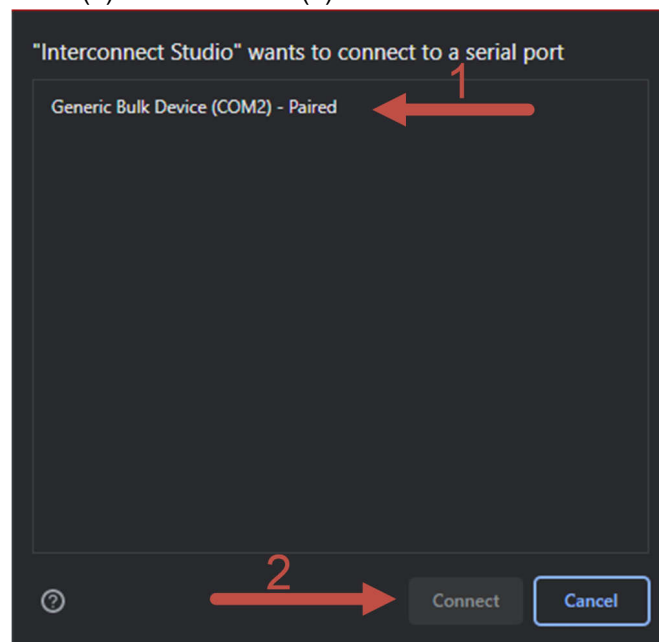 "Interconnect Studio" wants to connect to a serial port
1
Generic Bulk Device (COM2) - Paired
2
Connect Cancel